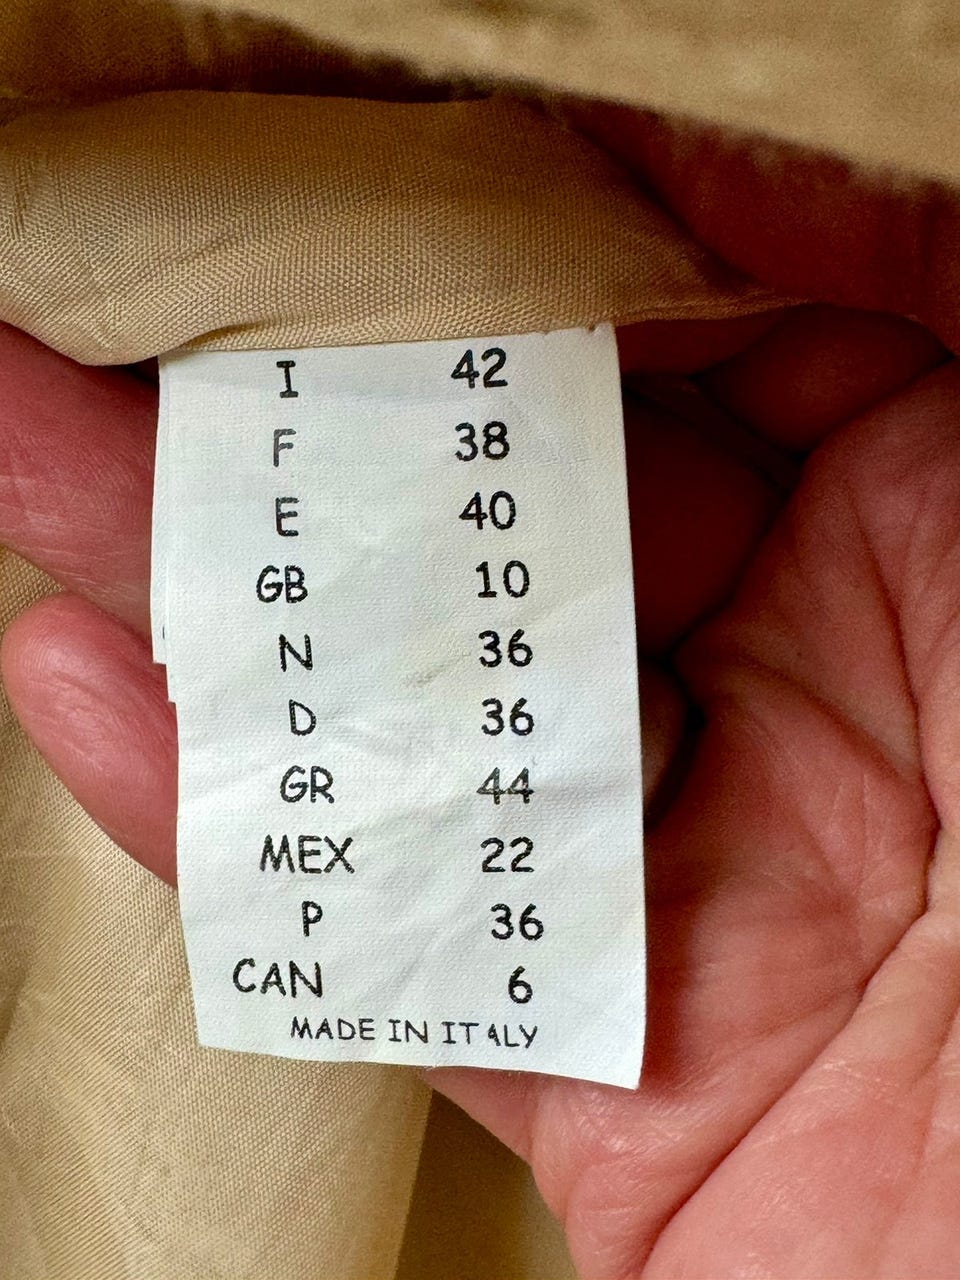 I 42
F 38
E 40
GB 10
N 36
D 36
GR 44
MEX 22
P 36
CAN 6
MADE IN ITALY